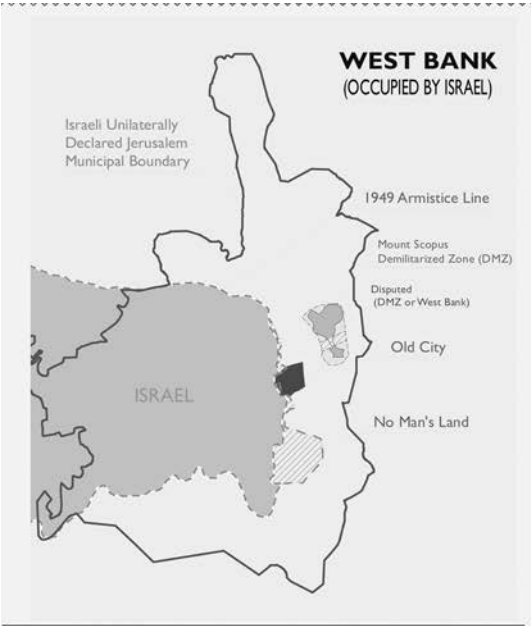 WEST BANK
(OCCUPIED BY ISRAEL)
Israeli Unilaterally
Declared Jerusalem
Municipal Boundary
1949 Armistice Line
Mount Scopus
Demilitarized Zone (DMZ)
Disputed
(DMZ or West Bank)
Old City
ISRAEL
No Man's Land